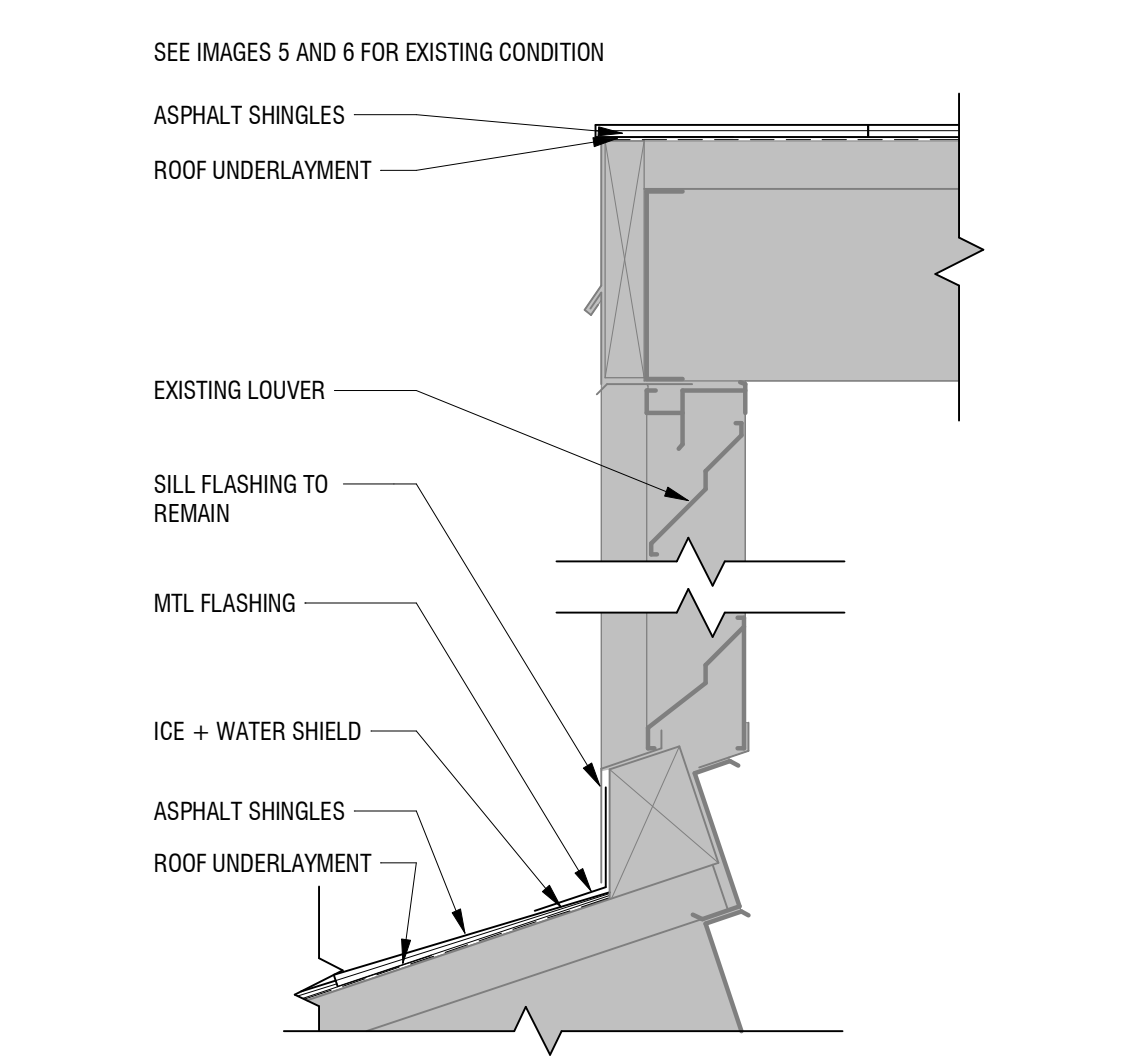 SEE IMAGES 5 AND 6 FOR EXISTING CONDITION
ASPHALT SHINGLES
ROOF UNDERLAYMENT
EXISTING LOUVER
SILL FLASHING TO
REMAIN
MTL FLASHING
ICE + WATER SHIELD
ASPHALT SHINGLES
ROOF UNDERLAYMENT